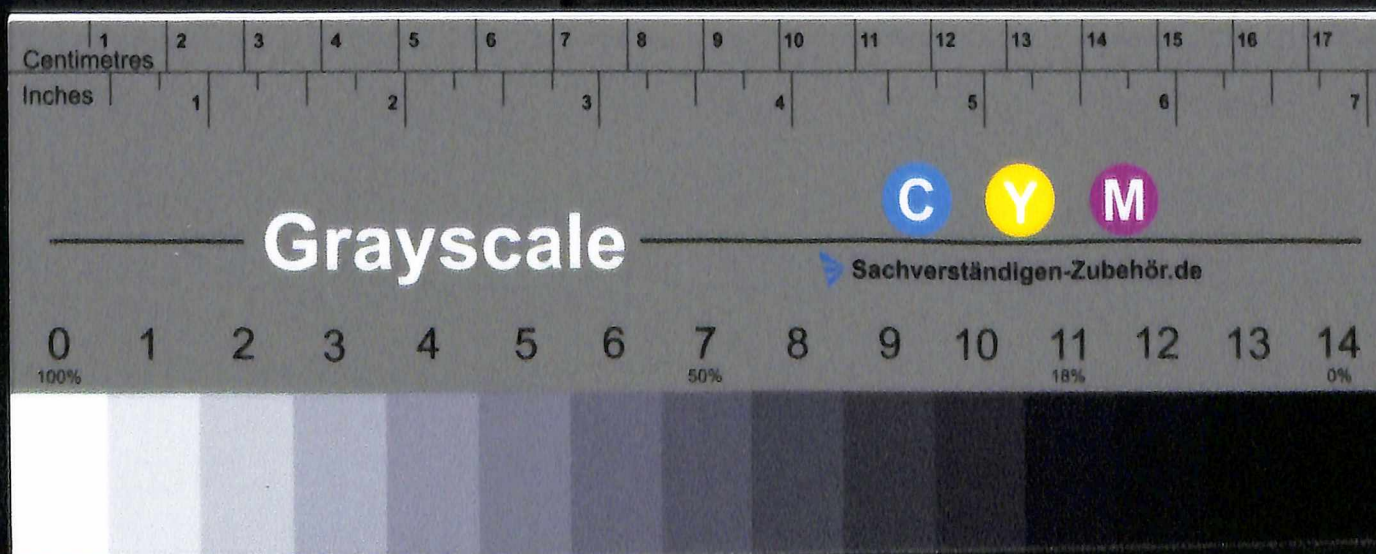 1 2 3 4 5 6 7 8 9 10 11 12 13 14 15 16 17
Centimetres
Inches
1 2 3 4 5 6 7
C Y M
Grayscale
Sachverständigen-Zubehör.de
0 1 2 3 4 5 6 7 8 9 10 11 12 13 14
100% 50% 18% 0%